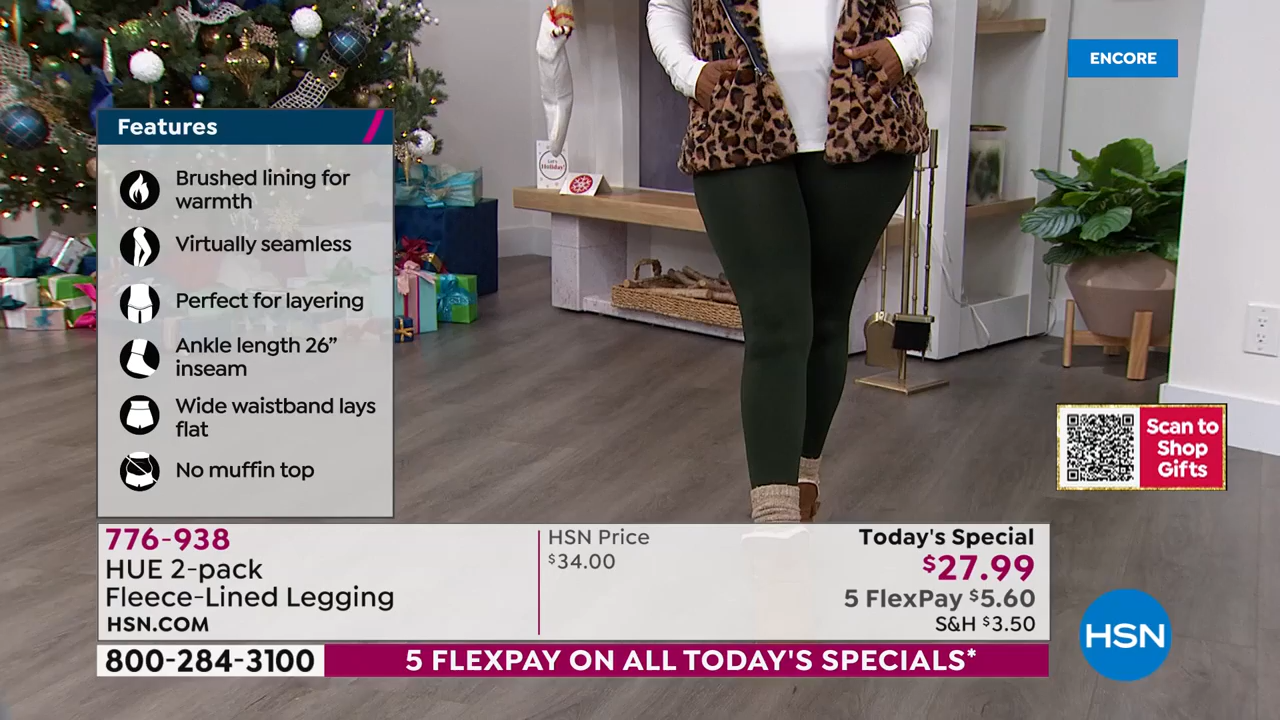 ENCORE
Features
Brushed lining for
warmth
Virtually seamless
Perfect for layering
Ankle length 26”
inseam
Wide waistband lays
flat
No muffin top
Let's
Holiday!
Scan to
Shop
Gifts
776-938
HUE 2-pack
Fleece-Lined Legging
HSN.COM
HSN Price
$34.00
Today's Special
$27.99
5 FlexPay $5.60
S&H $3.50
HSN
800-284-3100
5 FLEXPAY ON ALL TODAY'S SPECIALS*